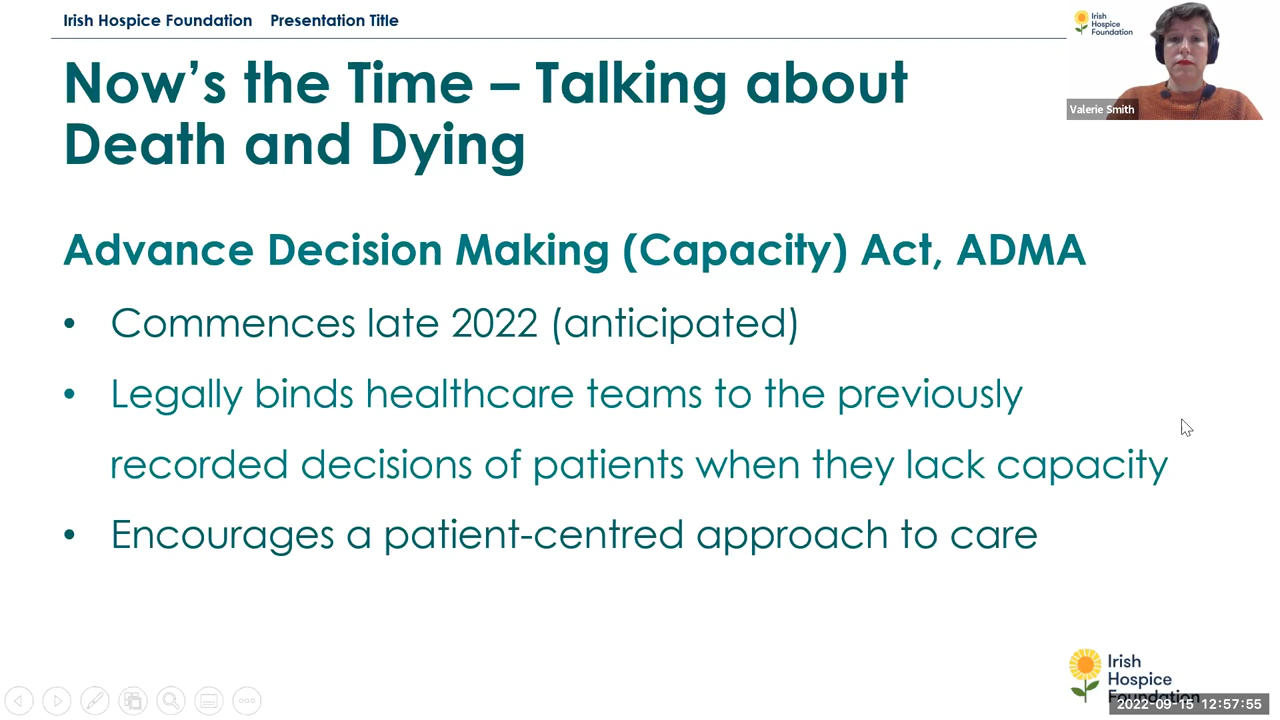 Irish Hospice Foundation Presentation Title
Irish
Hospice
Foundation
Valerie Smith
Now's the Time – Talking about
Death and Dying
Advance Decision Making (Capacity) Act, ADMA
• Commences late 2022 (anticipated)
• Legally binds healthcare teams to the previously
recorded decisions of patients when they lack capacity
• Encourages a patient-centred approach to care
Irish
Hospice
Foundation
2022-09-15 12:57:55